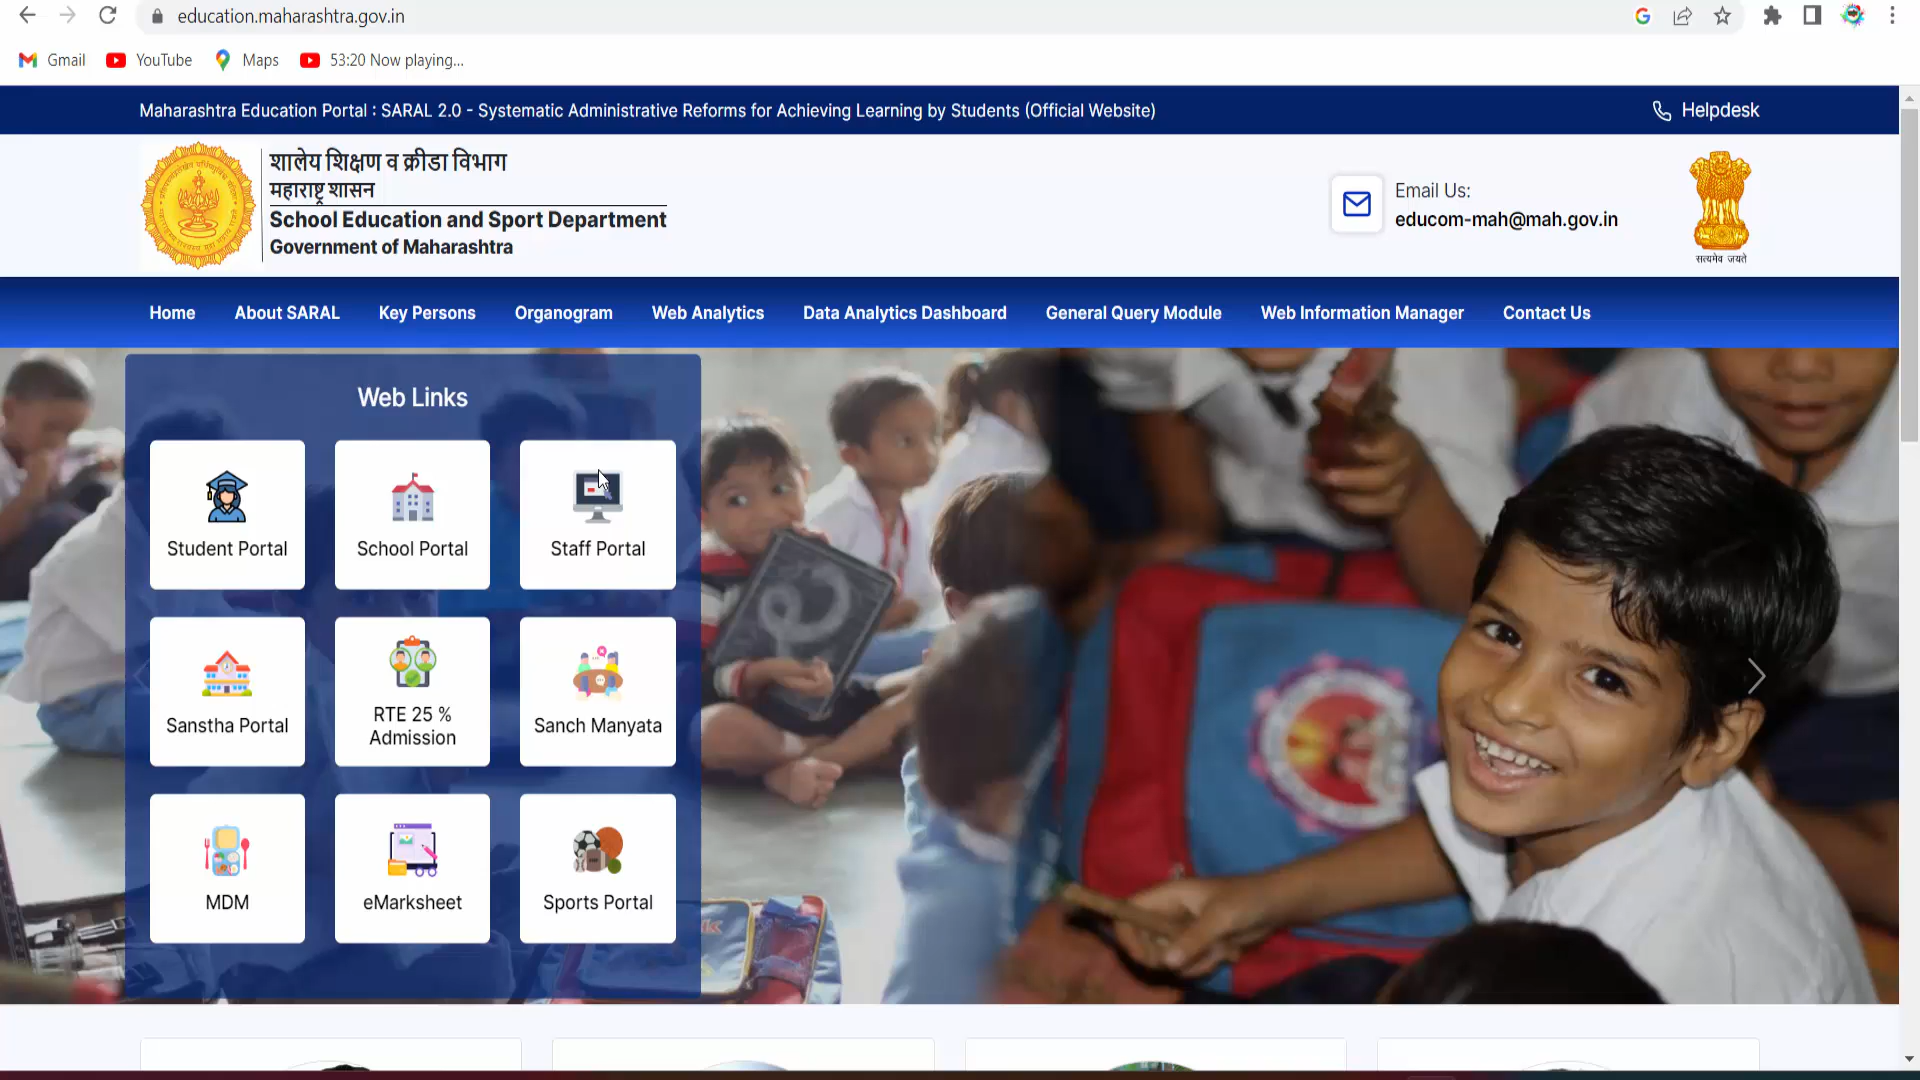 education.maharashtra.gov.in
Gmail YouTube Maps 53:20 Now playing...
Maharashtra Education Portal : SARAL 2.0 - Systematic Administrative Reforms for Achieving Learning by Students (Official Website) Helpdesk
शालेय शिक्षण व क्रीडा विभाग
महाराष्ट्र शासन
School Education and Sport Department
Government of Maharashtra
Email Us:
educom-mah@mah.gov.in
सत्यमेव जयते
Home About SARAL Key Persons Organogram Web Analytics Data Analytics Dashboard General Query Module Web Information Manager Contact Us
Web Links
Student Portal School Portal Staff Portal
Sanstha Portal RTE 25 % Sanch Manyata
Admission
MDM eMarksheet Sports Portal